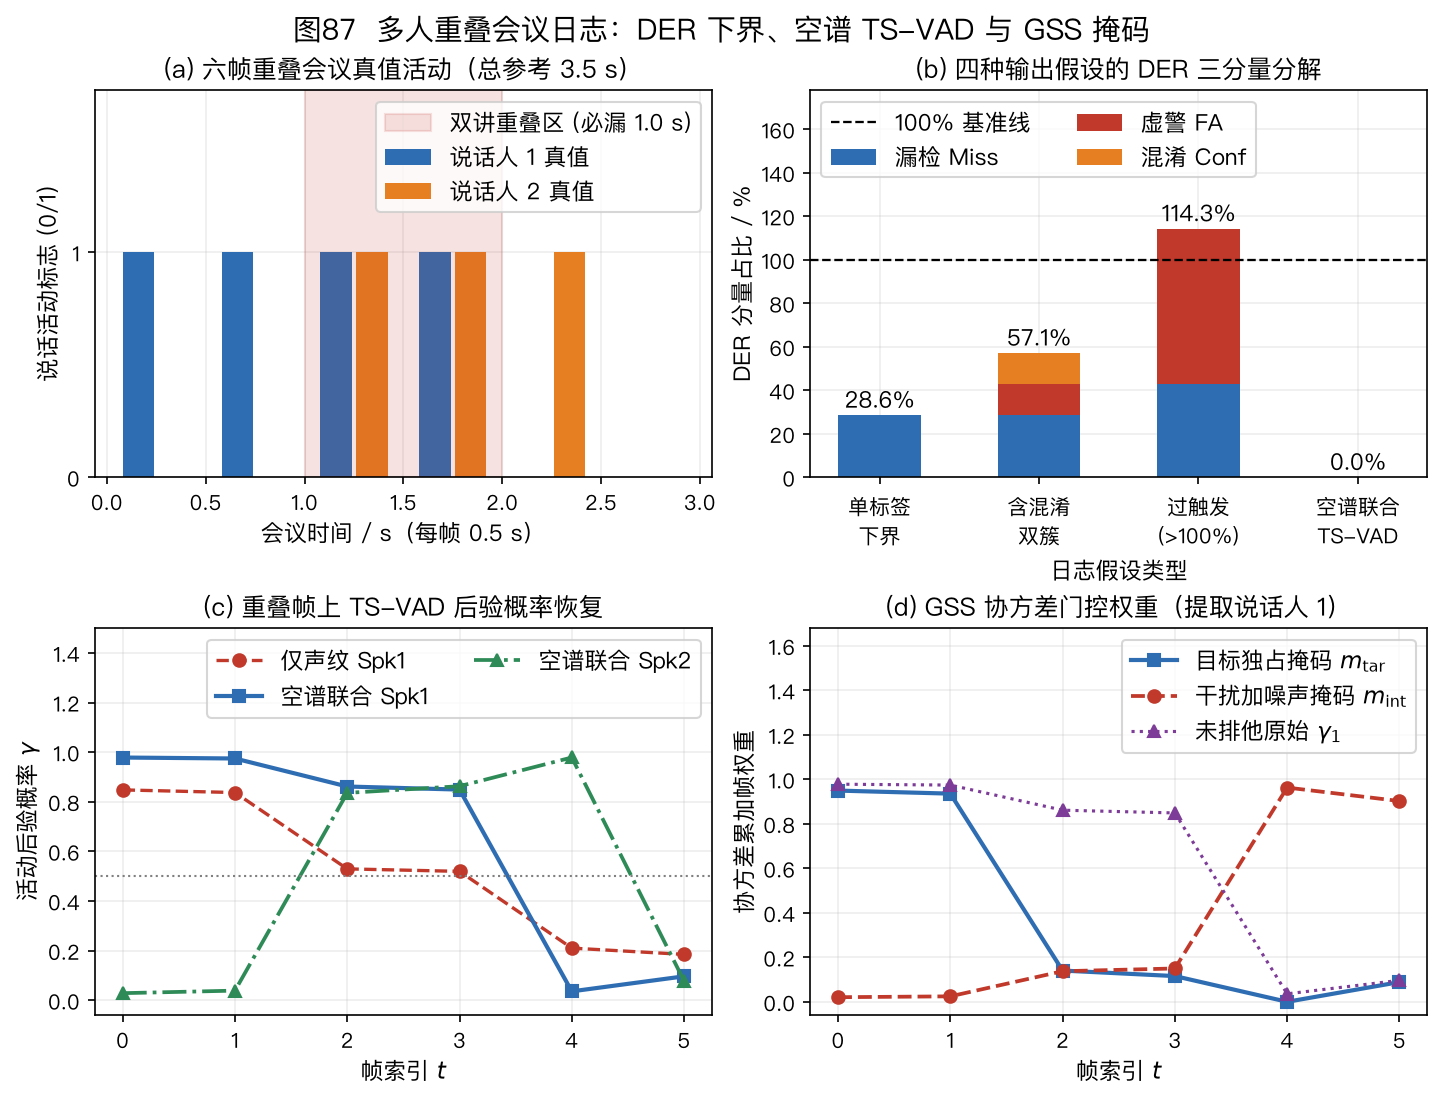 图87 多人重叠会议日志：DER 下界、空谱 TS-VAD 与 GSS 掩码
(a) 六帧重叠会议真值活动（总参考 3.5 s）
双讲重叠区 (必漏 1.0 s)
说话人 1 真值
说话人 2 真值
说话活动标志 (0/1)
1
0
0.0 0.5 1.0 1.5 2.0 2.5 3.0
会议时间 / s（每帧 0.5 s）
(b) 四种输出假设的 DER 三分量分解
100% 基准线
漏检 Miss
虚警 FA
混淆 Conf
DER 分量占比 / %
160
140
120
100
80
60
40
20
0
28.6%
57.1%
114.3%
0.0%
单标签
下界
含混淆
双簇
过触发
(>100%)
空谱联合
TS-VAD
日志假设类型
(c) 重叠帧上 TS-VAD 后验概率恢复
仅声纹 Spk1
空谱联合 Spk1
空谱联合 Spk2
活动后验概率 γ
1.4
1.2
1.0
0.8
0.6
0.4
0.2
0.0
0 1 2 3 4 5
帧索引 t
(d) GSS 协方差门控权重（提取说话人 1）
目标独占掩码 m_tar
干扰加噪声掩码 m_int
未排他原始 γ₁
协方差累加帧权重
1.6
1.4
1.2
1.0
0.8
0.6
0.4
0.2
0.0
0 1 2 3 4 5
帧索引 t